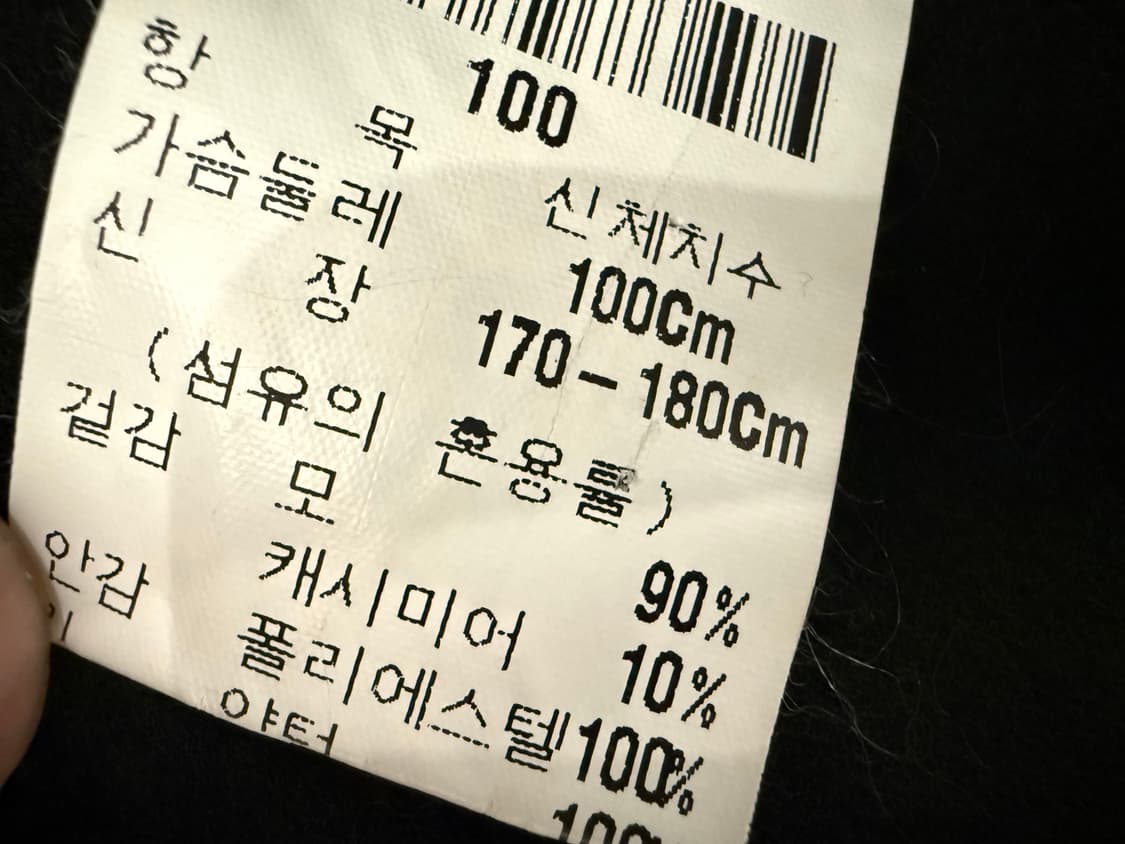 100
항 목 신체치수
가슴둘레 100Cm
신 장 170-180Cm
(섬유의 혼용률)
겉감 모 90%
캐시미어 10%
안감 폴리에스텔 100%